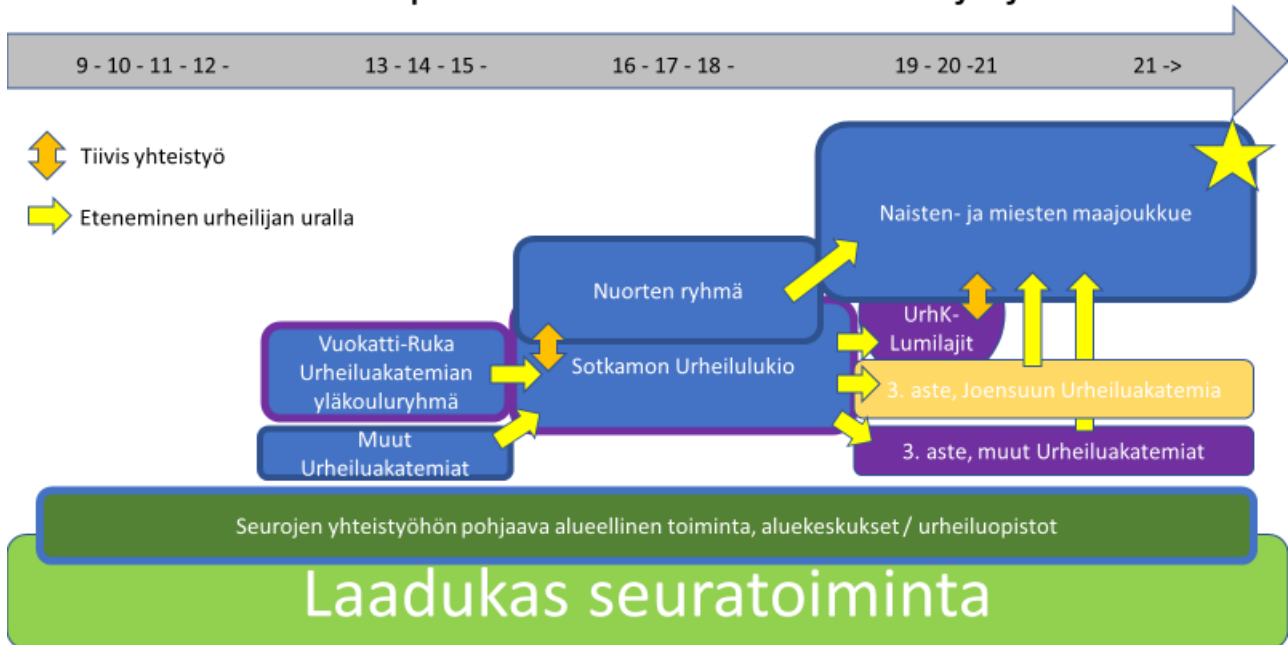 9 - 10 - 11 - 12 -
13 - 14 - 15 -
16 - 17 - 18 -
19 - 20 -21
21 ->
Tiivis yhteistyö
Eteneminen urheilijan uralla
Naisten- ja miesten maajoukkue
Nuorten ryhmä
UrhK-
Lumilajit
Vuokatti-Ruka
Urheiluakatemian
yläkouluryhmä
Sotkamon Urheilulukio
3. aste, Joensuun Urheiluakatemia
Muut
Urheiluakatemiat
3. aste, muut Urheiluakatemiat
Seurojen yhteistyöhön pohjaava alueellinen toiminta, aluekeskukset / urheiluopistot
Laadukas seuratoiminta